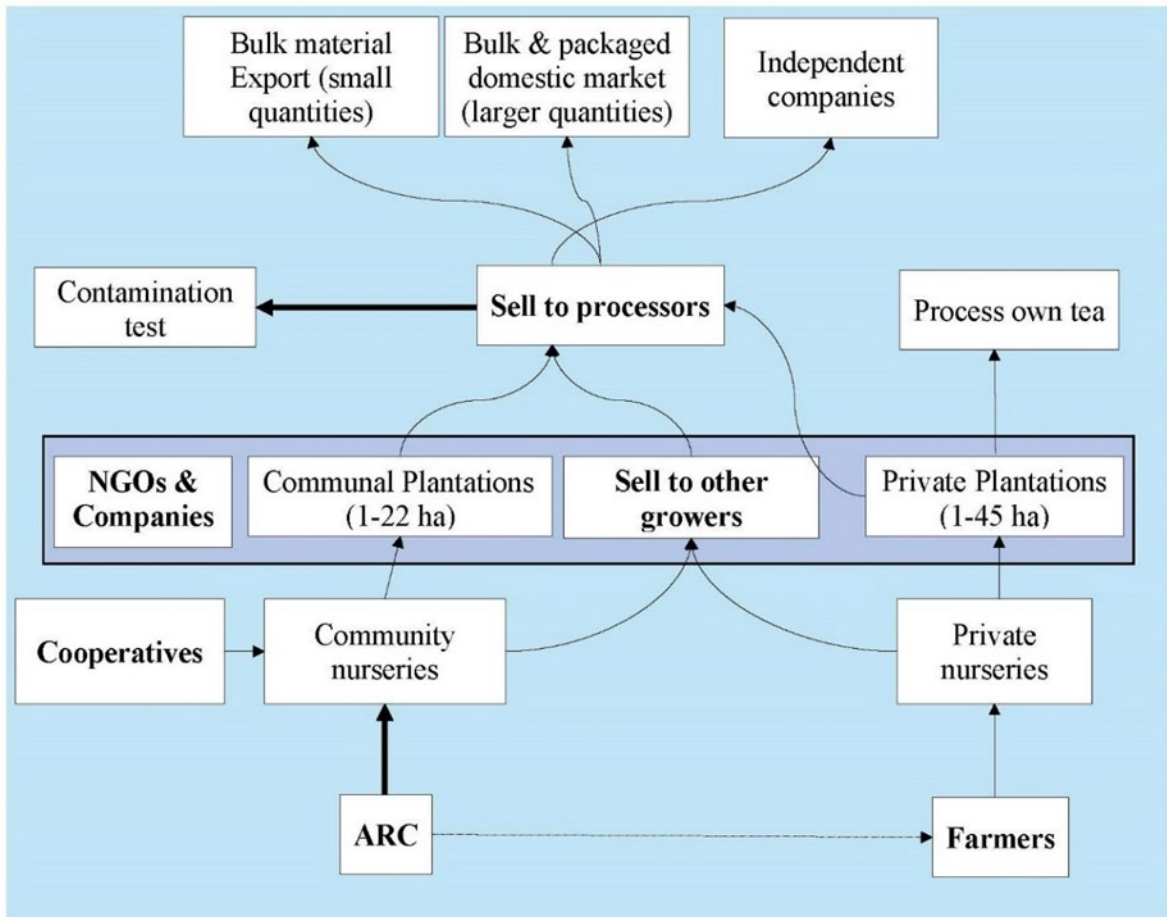 Bulk material
Export (small
quantities)
Bulk & packaged
domestic market
(larger quantities)
Independent
companies
Contamination
test
Sell to processors
Process own tea
NGOs &
Companies
Communal Plantations
(1-22 ha)
Sell to other
growers
Private Plantations
(1-45 ha)
Cooperatives
Community
nurseries
Private
nurseries
ARC
Farmers